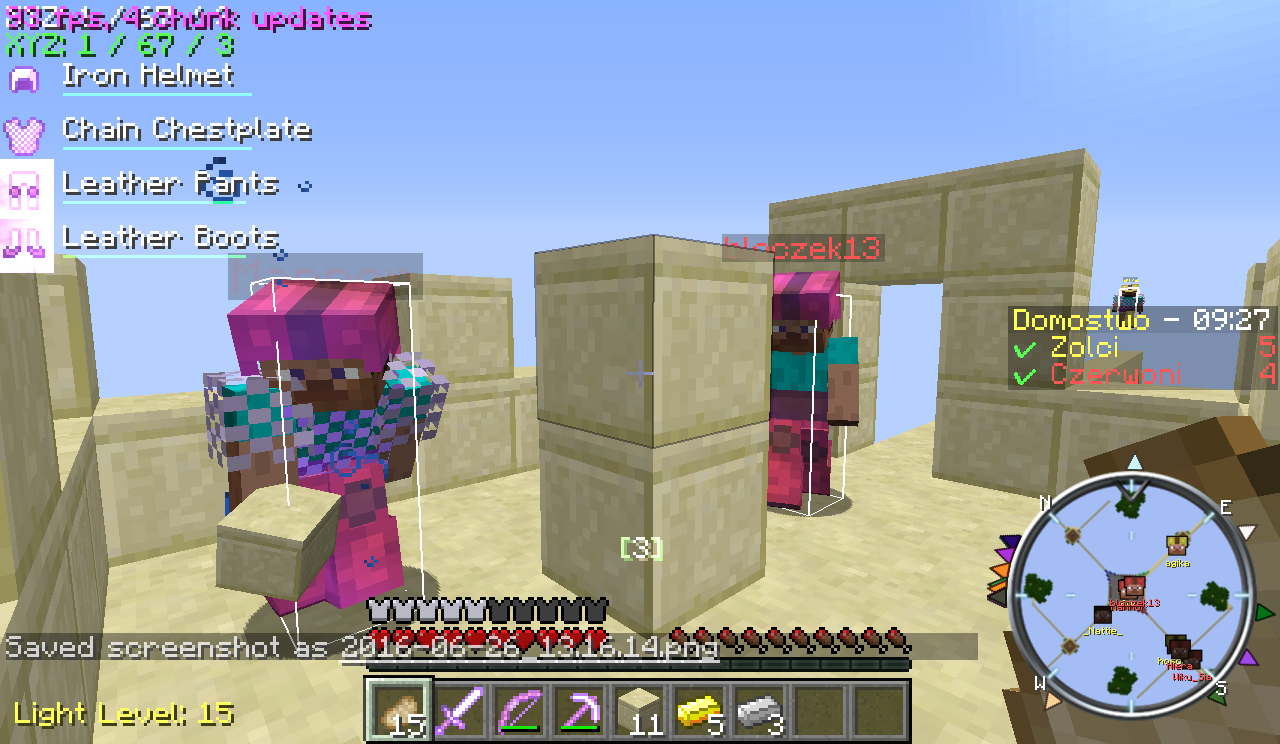 XYZ: 1 / 67 / 3
Iron Helmet
Chain Chestplate
Leather Pants
Leather Boots
kloczek13
Domostwo - 09:27
✓ Zolci 5
✓ Czerwoni 4
N
E
agika
kloczek13
_Nattie_
W
S
[3]
Saved screenshot as 2016-06-26_13.16.14.png
Light Level: 15
15
11
5
3